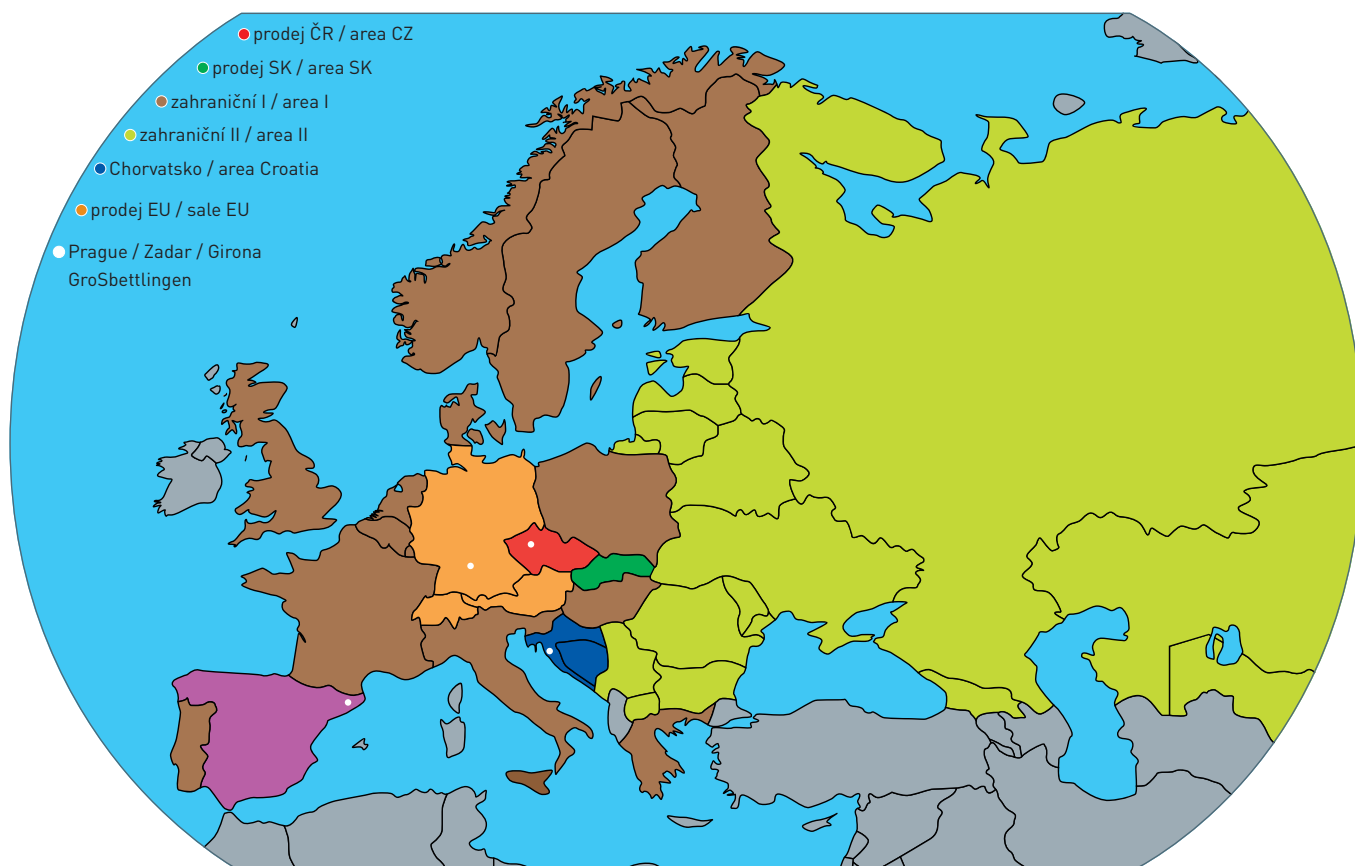 prodej ČR / area CZ
prodej SK / area SK
zahraniční I / area I
zahraniční II / area II
Chorvatsko / area Croatia
prodej EU / sale EU
Prague / Zadar / Girona
GroSbettlingen